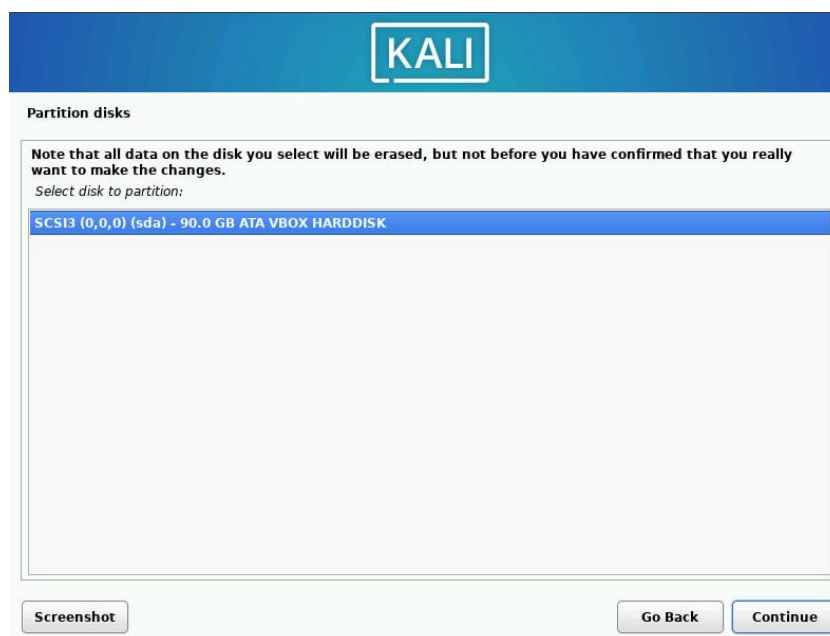 KALI
Partition disks
Note that all data on the disk you select will be erased, but not before you have confirmed that you really
want to make the changes.
Select disk to partition:
SCSI3 (0,0,0) (sda) - 90.0 GB ATA VBOX HARDDISK
Screenshot
Go Back
Continue